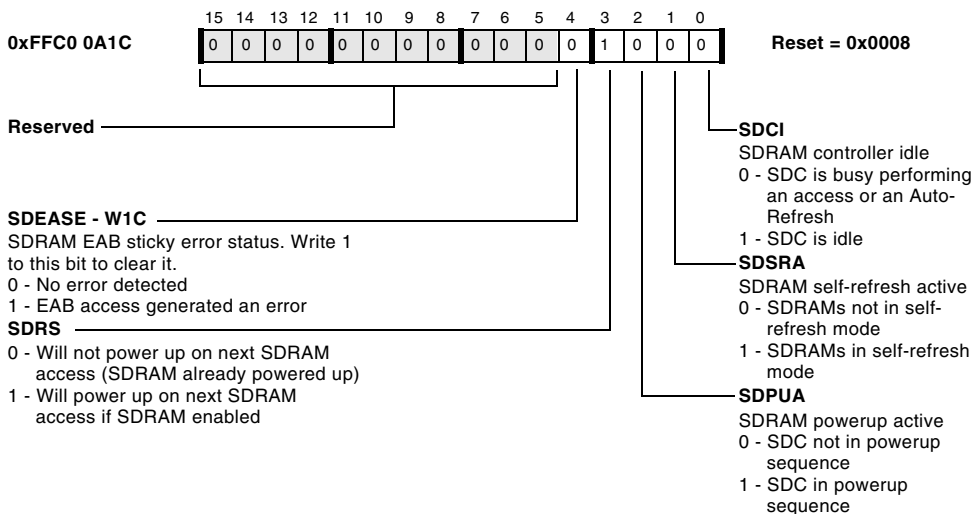 15 14 13 12 11 10 9 8 7 6 5 4 3 2 1 0
0xFFC0 0A1C
0 0 0 0 0 0 0 0 0 0 0 0 1 0 0 0
Reset = 0x0008
Reserved
SDEASE - W1C
SDRAM EAB sticky error status. Write 1
to this bit to clear it.
0 - No error detected
1 - EAB access generated an error
SDRS
0 - Will not power up on next SDRAM
access (SDRAM already powered up)
1 - Will power up on next SDRAM
access if SDRAM enabled
SDCI
SDRAM controller idle
0 - SDC is busy performing
an access or an Auto-
Refresh
1 - SDC is idle
SDSRA
SDRAM self-refresh active
0 - SDRAMs not in self-
refresh mode
1 - SDRAMs in self-refresh
mode
SDPUA
SDRAM powerup active
0 - SDC not in powerup
sequence
1 - SDC in powerup
sequence